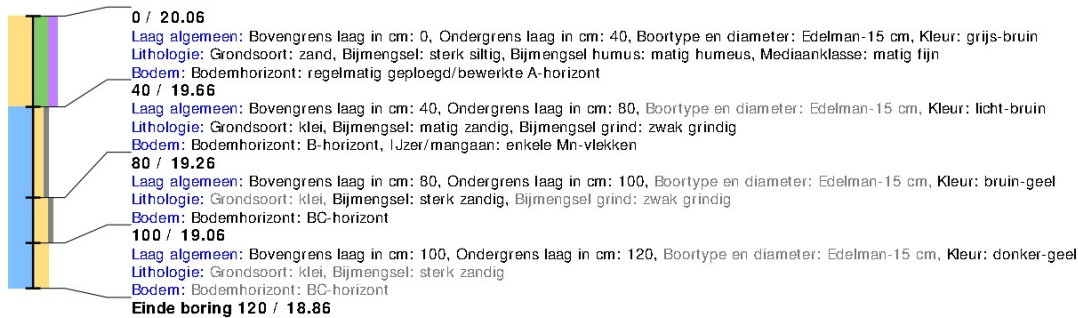 0 / 20.06
Laag algemeen: Bovengrens laag in cm: 0, Ondergrens laag in cm: 40, Boortype en diameter: Edelman-15 cm, Kleur: grijs-bruin
Lithologie: Grondsoort: zand, Bijmengsel: sterk siltig, Bijmengsel humus: matig humeus, Mediaanklasse: matig fijn
Bodem: Bodemhorizont: regelmatig geploegd/bewerkte A-horizont
40 / 19.66
Laag algemeen: Bovengrens laag in cm: 40, Ondergrens laag in cm: 80, Boortype en diameter: Edelman-15 cm, Kleur: licht-bruin
Lithologie: Grondsoort: klei, Bijmengsel: matig zandig, Bijmengsel grind: zwak grindig
Bodem: Bodemhorizont: B-horizont, IJzer/mangaan: enkele Mn-vlekken
80 / 19.26
Laag algemeen: Bovengrens laag in cm: 80, Ondergrens laag in cm: 100, Boortype en diameter: Edelman-15 cm, Kleur: bruin-geel
Lithologie: Grondsoort: klei, Bijmengsel: sterk zandig, Bijmengsel grind: zwak grindig
Bodem: Bodemhorizont: BC-horizont
100 / 19.06
Laag algemeen: Bovengrens laag in cm: 100, Ondergrens laag in cm: 120, Boortype en diameter: Edelman-15 cm, Kleur: donker-geel
Lithologie: Grondsoort: klei, Bijmengsel: sterk zandig
Bodem: Bodemhorizont: BC-horizont
Einde boring 120 / 18.86